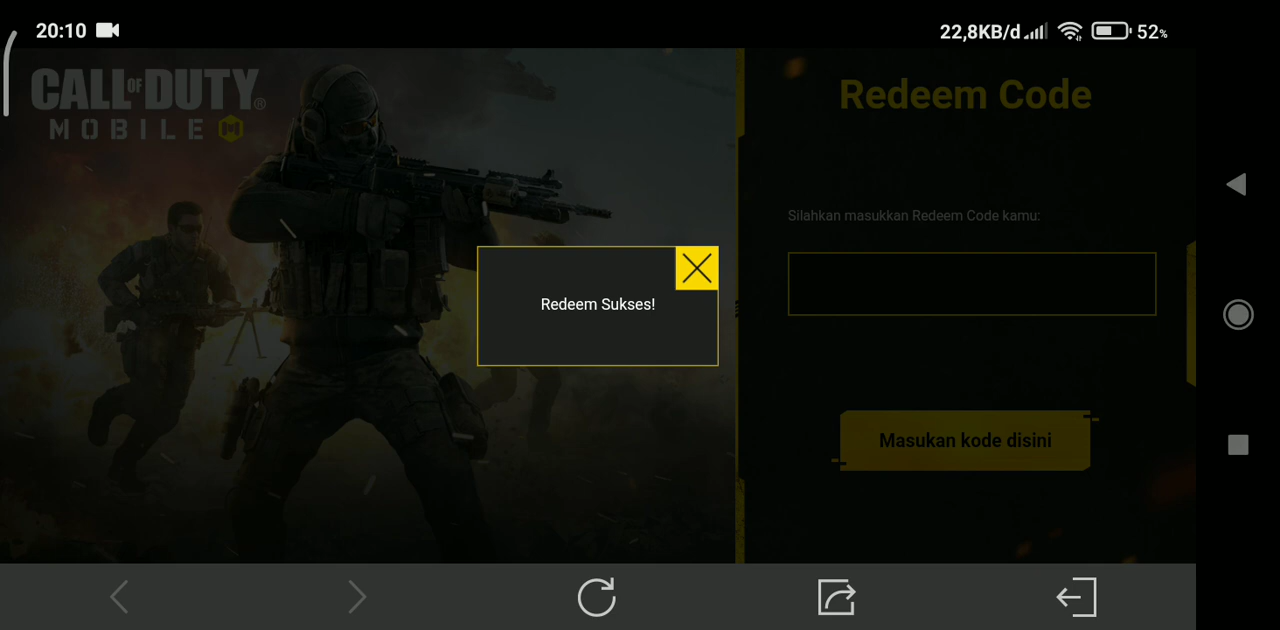 20:10
22,8KB/d
52%
CALL OF DUTY®
MOBILE
Redeem Code
Silahkan masukkan Redeem Code kamu:
Redeem Sukses!
Masukan kode disini